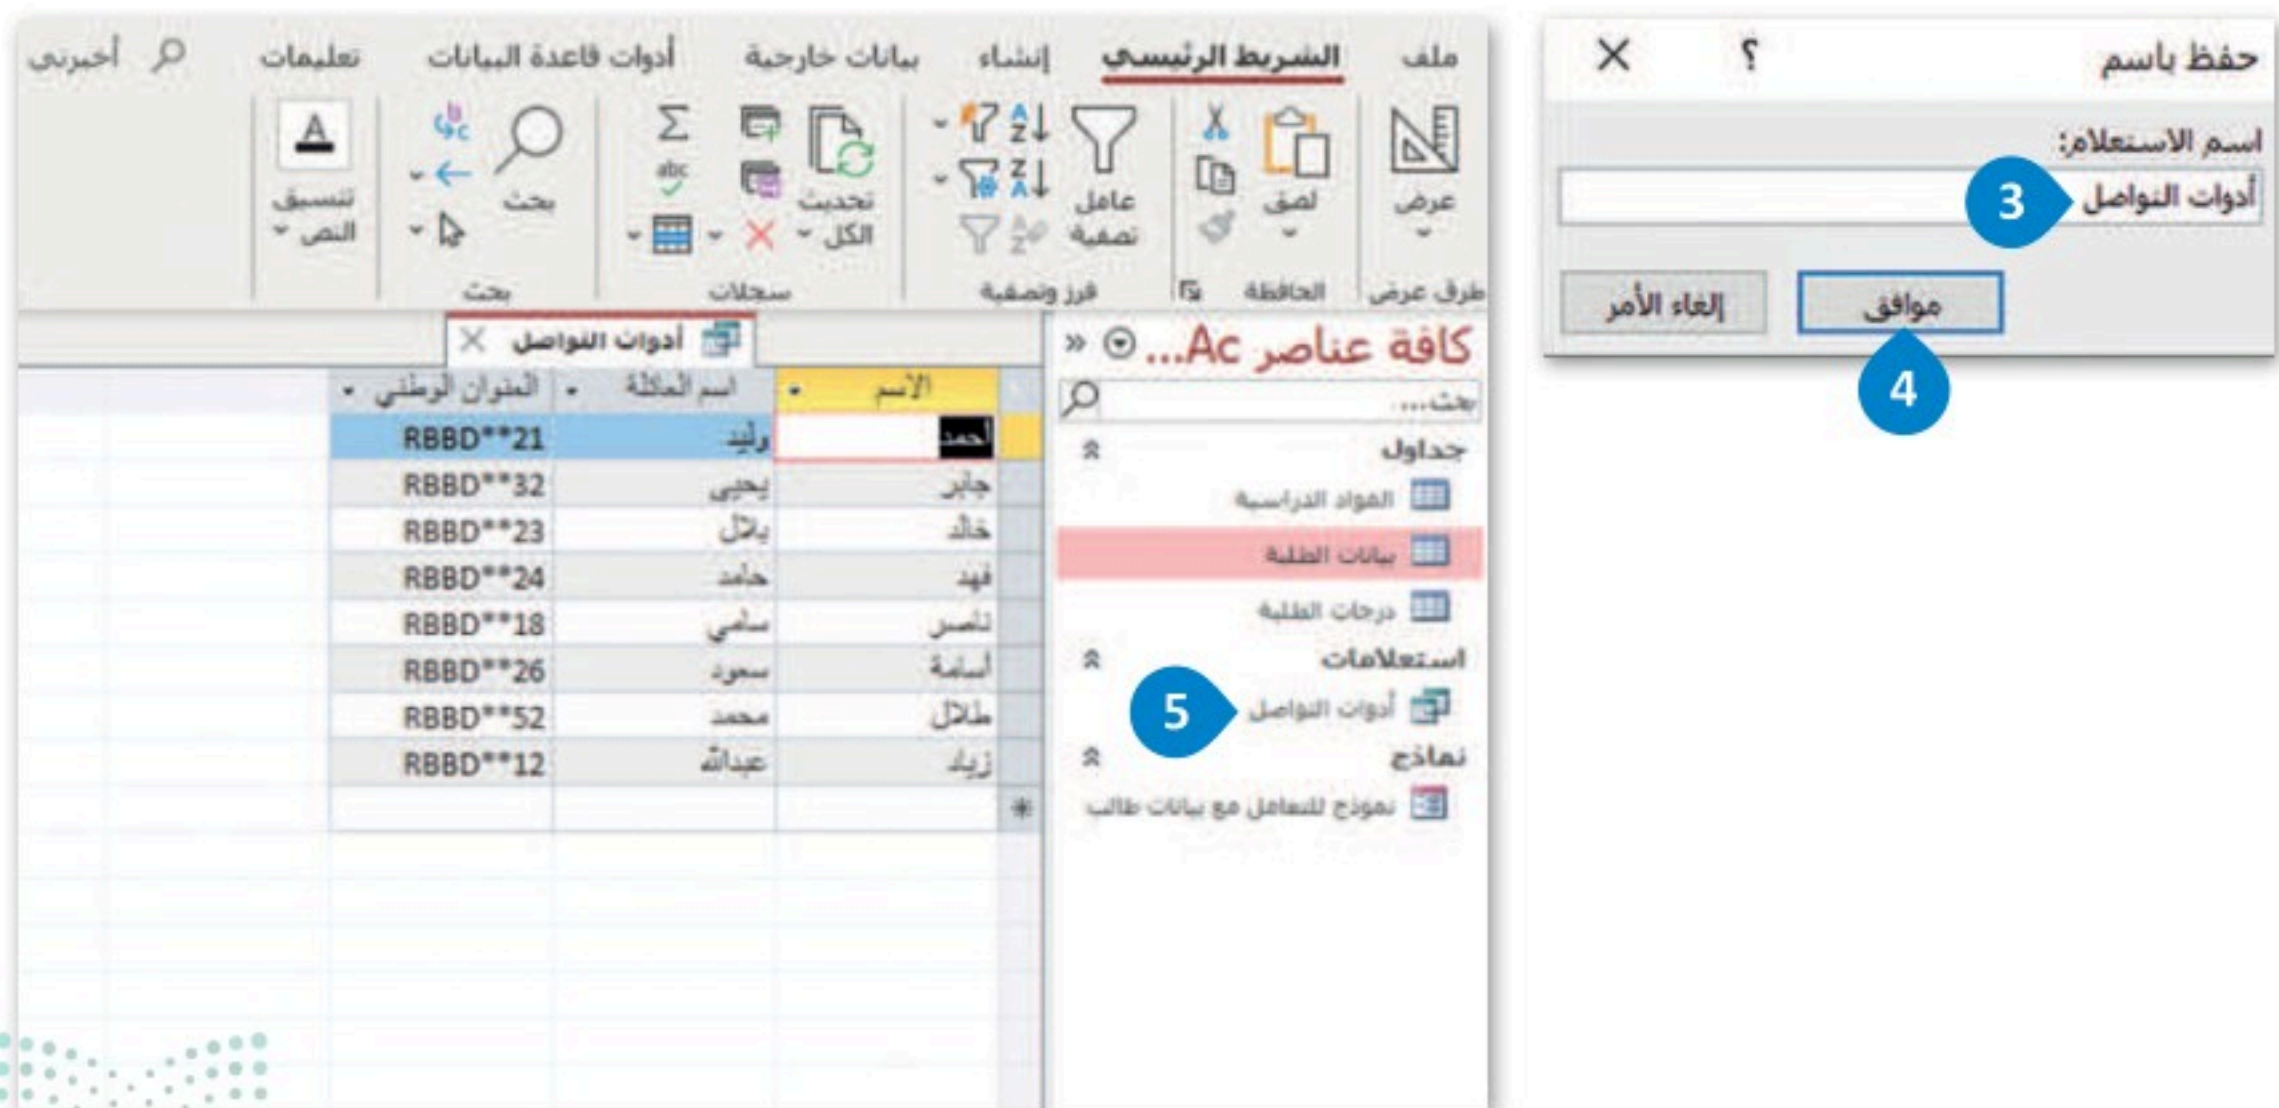 حفظ باسم ؟
اسم الاستعلام:
أدوات التواصل
3
موافق إلغاء الأمر
4
ملف الشريط الرئيسي إنشاء بيانات خارجية أدوات قاعدة البيانات تعليمات أخبرني
عرض
لصق
عامل تصفية
تحديث الكل
بحث
تنسيق النص
طرق عرض الحافظة فرز وتصفية سجلات بحث
كافة عناصر Ac...
بحث...
جداول
المواد الدراسية
بيانات الطلبة
درجات الطلبة
استعلامات
أدوات التواصل
5
نماذج
نموذج للتعامل مع بيانات طالب
أدوات التواصل
الاسم اسم العائلة العنوان الوطني
أحمد وليد RBBD**21
جابر يحيى RBBD**32
خالد بلال RBBD**23
فهد حامد RBBD**24
ناصر سامي RBBD**18
أسامة سعود RBBD**26
طلال محمد RBBD**52
زياد عبدالله RBBD**12